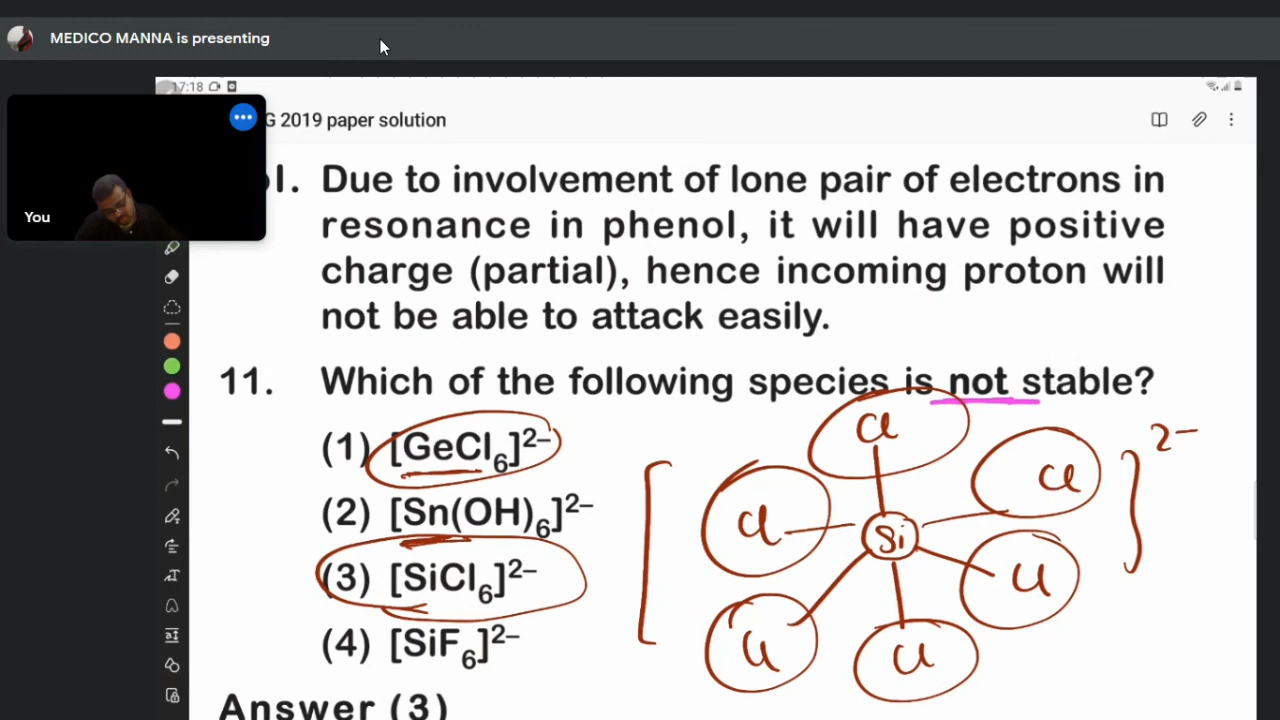 MEDICO MANNA is presenting
17:18
G 2019 paper solution
You
ol. Due to involvement of lone pair of electrons in
resonance in phenol, it will have positive
charge (partial), hence incoming proton will
not be able to attack easily.
11. Which of the following species is not stable?
(1) [GeCl₆]²⁻
(2) [Sn(OH)₆]²⁻
(3) [SiCl₆]²⁻
(4) [SiF₆]²⁻
Answer (3)
[ Cl Cl Cl Si Cl Cl Cl ]²⁻